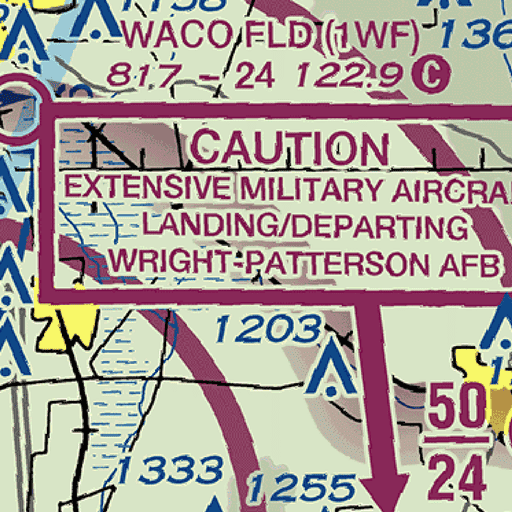 WACO FLD (1WF)
817 - 24 122.9 C
CAUTION
EXTENSIVE MILITARY
LANDING/DEPARTING
WRIGHT-PATTERSON AFB
1203
50
24
1333
1255